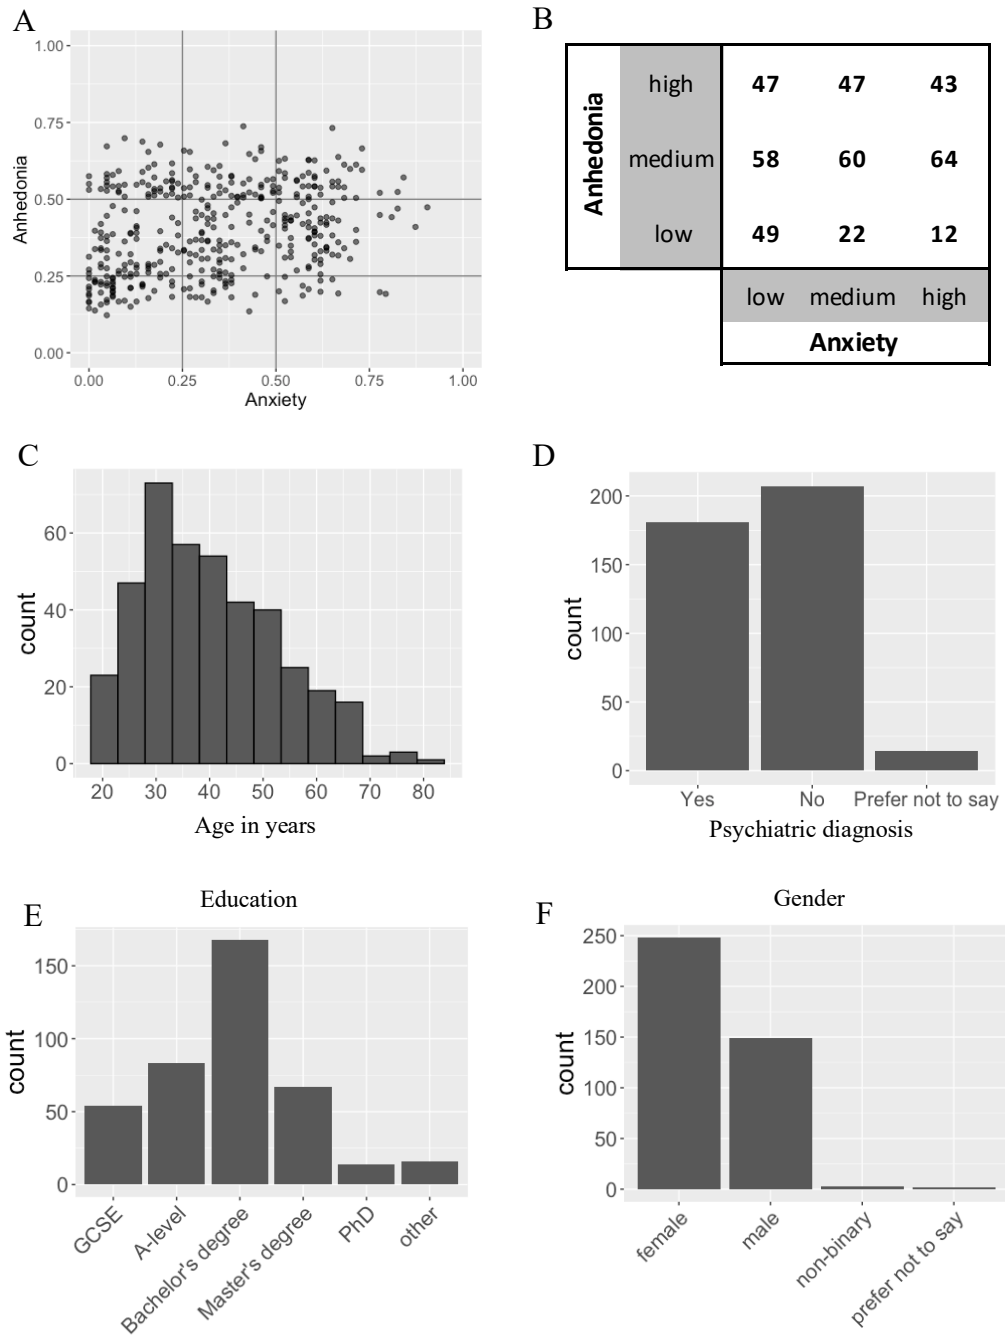 A
1.00
0.75
0.50
0.25
0.00
Anhedonia
0.00 0.25 0.50 0.75 1.00
Anxiety
B
Anhedonia
high 47 47 43
medium 58 60 64
low 49 22 12
low medium high
Anxiety
C
60
40
20
0
count
20 30 40 50 60 70 80
Age in years
D
200
150
100
50
0
count
Yes No Prefer not to say
Psychiatric diagnosis
E
Education
150
100
50
0
count
GCSE
A-level
Bachelor's degree
Master's degree
PhD
other
F
Gender
250
200
150
100
50
0
count
female
male
non-binary
prefer not to say